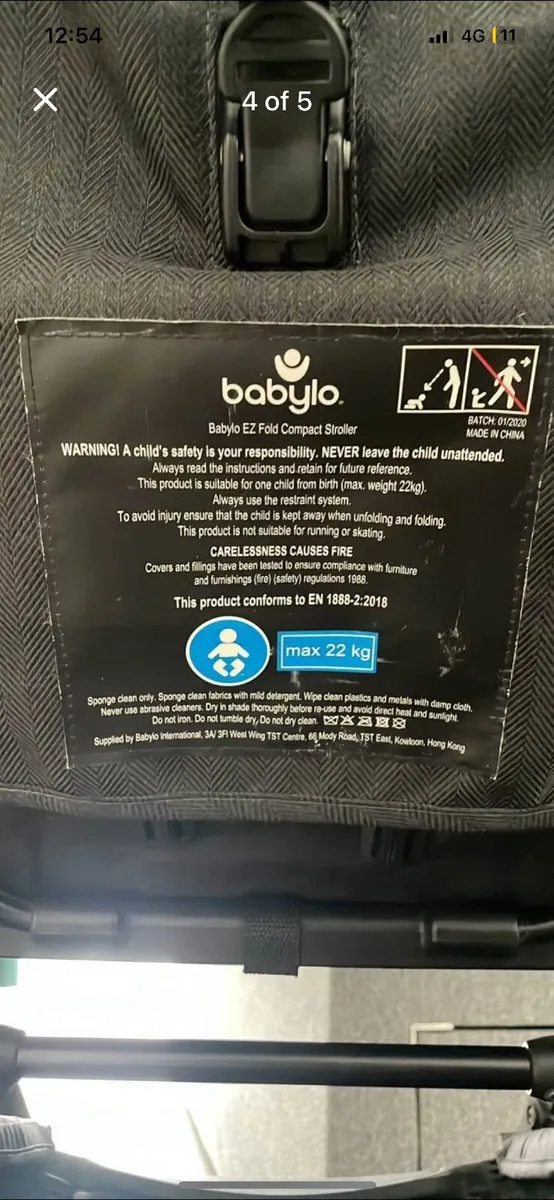 12:54
4G
11
4 of 5
babylo.
BATCH: 01/2020
MADE IN CHINA
Babylo EZ Fold Compact Stroller
WARNING! A child's safety is your responsibility. NEVER leave the child unattended.
Always read the instructions and retain for future reference.
This product is suitable for one child from birth (max. weight 22kg).
Always use the restraint system.
To avoid injury ensure that the child is kept away when unfolding and folding.
This product is not suitable for running or skating.
CARELESSNESS CAUSES FIRE
Covers and fillings have been tested to ensure compliance with furniture
and furnishings (fire) (safety) regulations 1988.
This product conforms to EN 1888-2:2018
max 22 kg
Sponge clean only. Sponge clean fabrics with mild detergent. Wipe clean plastics and metals with damp cloth.
Never use abrasive cleaners. Dry in shade thoroughly before re-use and avoid direct heat and sunlight.
Do not iron. Do not tumble dry. Do not dry clean.
Supplied by Babylo International, 3A/ 3Fl West Wing TST Centre, 66 Mody Road, TST East, Kowloon, Hong Kong